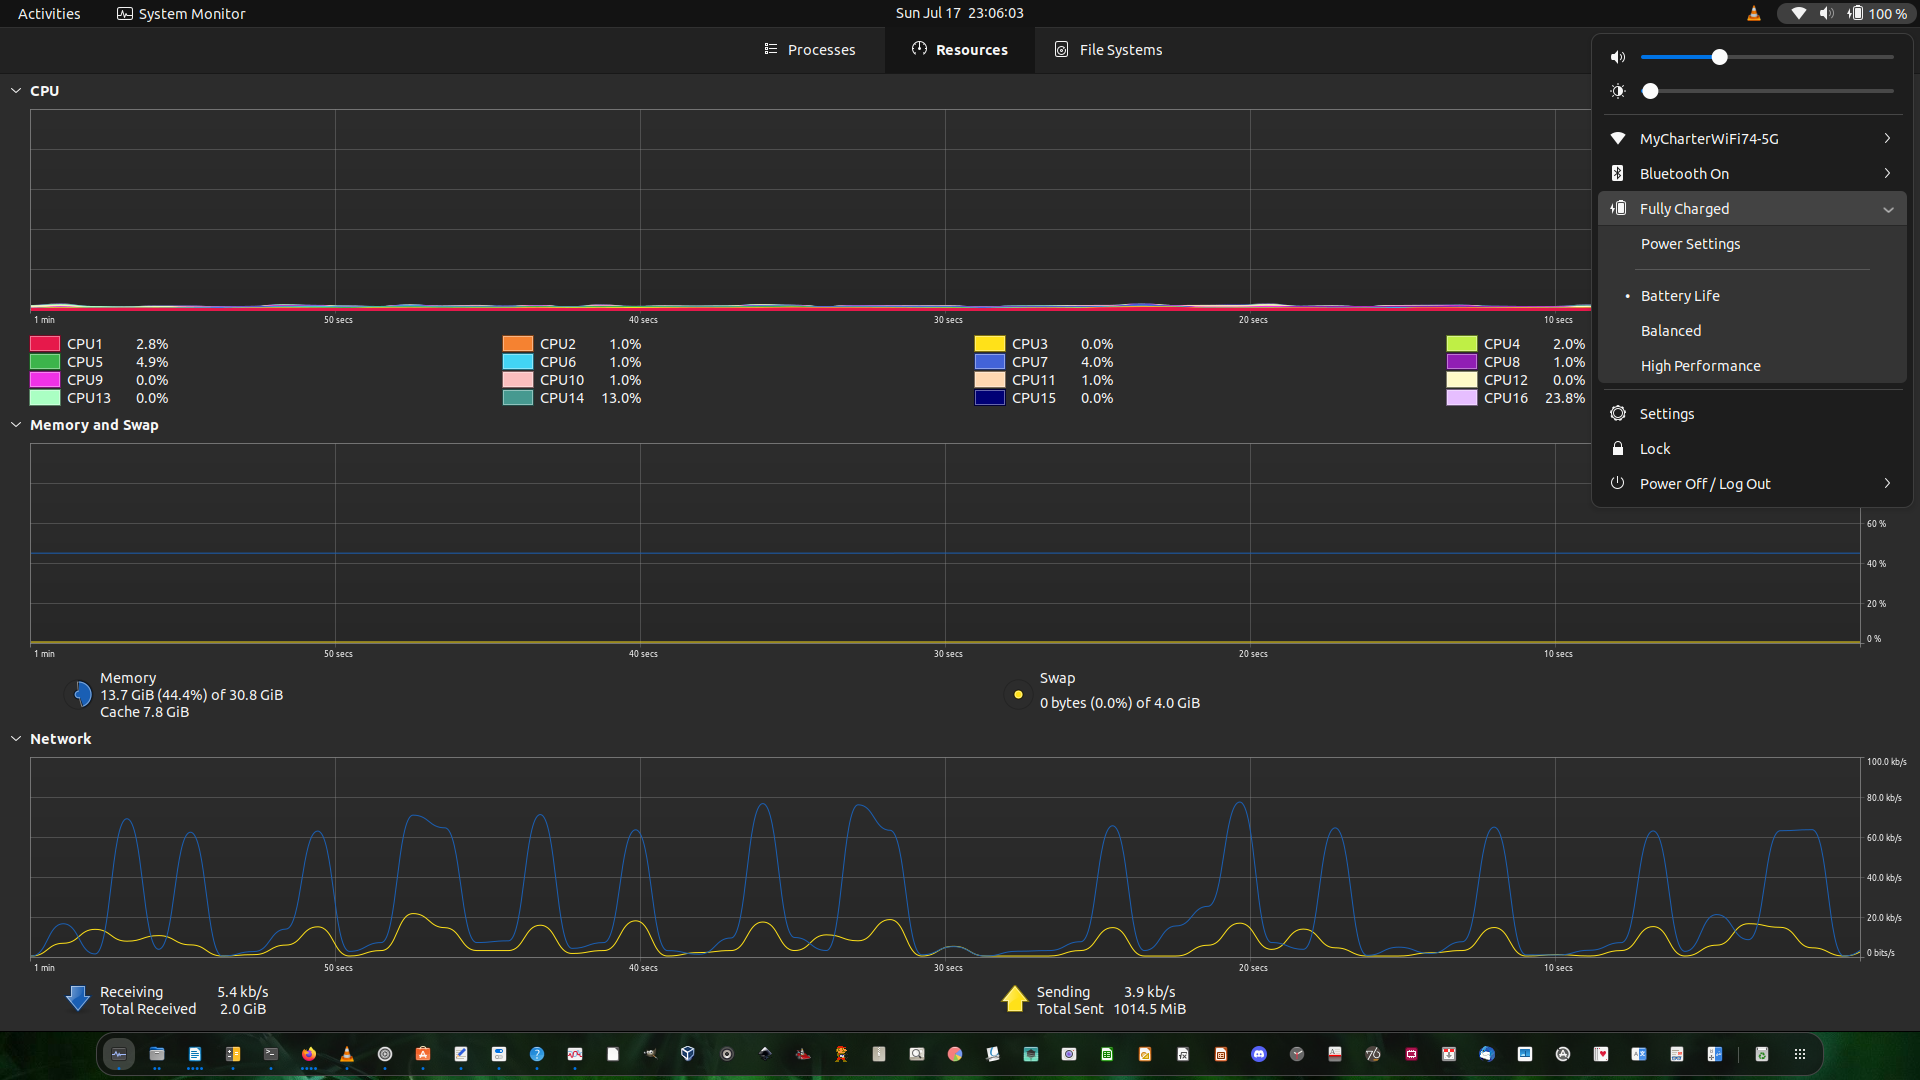 Activities
System Monitor
Sun Jul 17 23:06:03
100 %
Processes
Resources
File Systems
CPU
1 min
50 secs
40 secs
30 secs
20 secs
10 secs
CPU1 2.8%
CPU2 1.0%
CPU3 0.0%
CPU4 2.0%
CPU5 4.9%
CPU6 1.0%
CPU7 4.0%
CPU8 1.0%
CPU9 0.0%
CPU10 1.0%
CPU11 1.0%
CPU12 0.0%
CPU13 0.0%
CPU14 13.0%
CPU15 0.0%
CPU16 23.8%
MyCharterWiFi74-5G
Bluetooth On
Fully Charged
Power Settings
Battery Life
Balanced
High Performance
Settings
Lock
Power Off / Log Out
Memory and Swap
60 %
40 %
20 %
0 %
1 min
50 secs
40 secs
30 secs
20 secs
10 secs
Memory
13.7 GiB (44.4%) of 30.8 GiB
Cache 7.8 GiB
Swap
0 bytes (0.0%) of 4.0 GiB
Network
100.0 kb/s
80.0 kb/s
60.0 kb/s
40.0 kb/s
20.0 kb/s
0 bits/s
1 min
50 secs
40 secs
30 secs
20 secs
10 secs
Receiving 5.4 kb/s
Total Received 2.0 GiB
Sending 3.9 kb/s
Total Sent 1014.5 MiB